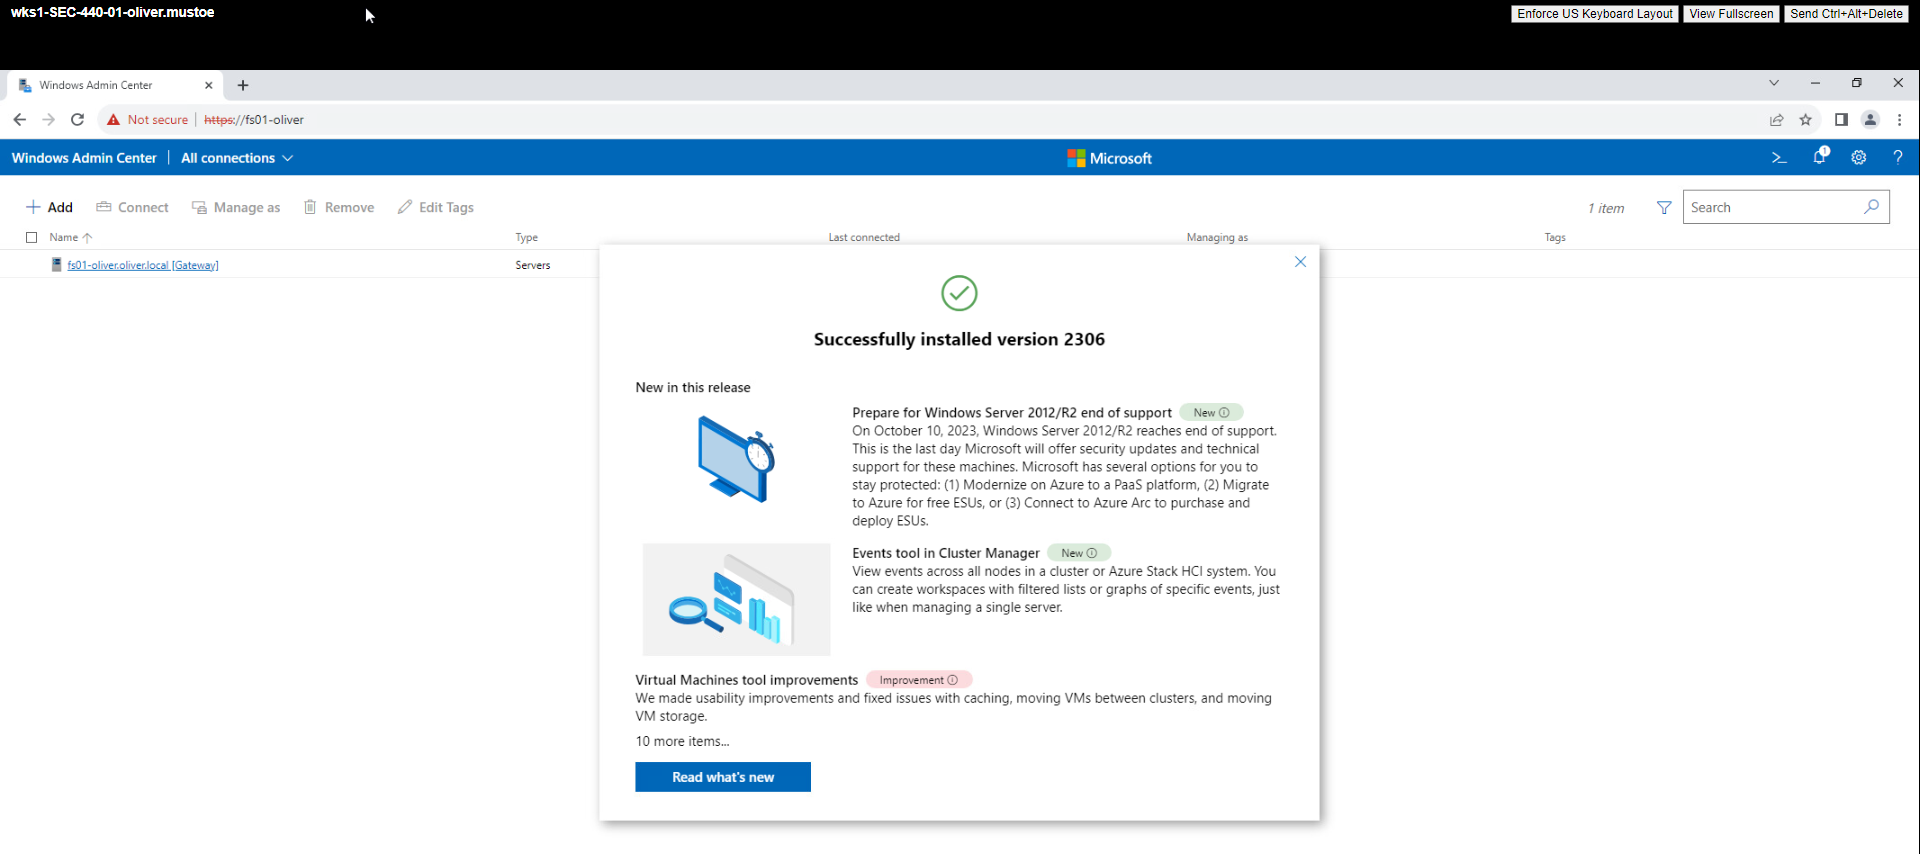 wks1-SEC-440-01-oliver.mustoe
Enforce US Keyboard Layout View Fullscreen Send Ctrl+Alt+Delete
Windows Admin Center
Not secure https://fs01-oliver
Windows Admin Center All connections Microsoft 1 ?
Add Connect Manage as Remove Edit Tags 1 item Search
Name Type Last connected Managing as Tags
fs01-oliver.oliver.local [Gateway] Servers
Successfully installed version 2306
New in this release
Prepare for Windows Server 2012/R2 end of support New
On October 10, 2023, Windows Server 2012/R2 reaches end of support.
This is the last day Microsoft will offer security updates and technical
support for these machines. Microsoft has several options for you to
stay protected: (1) Modernize on Azure to a PaaS platform, (2) Migrate
to Azure for free ESUs, or (3) Connect to Azure Arc to purchase and
deploy ESUs.
Events tool in Cluster Manager New
View events across all nodes in a cluster or Azure Stack HCI system. You
can create workspaces with filtered lists or graphs of specific events, just
like when managing a single server.
Virtual Machines tool improvements Improvement
We made usability improvements and fixed issues with caching, moving VMs between clusters, and moving
VM storage.
10 more items...
Read what's new